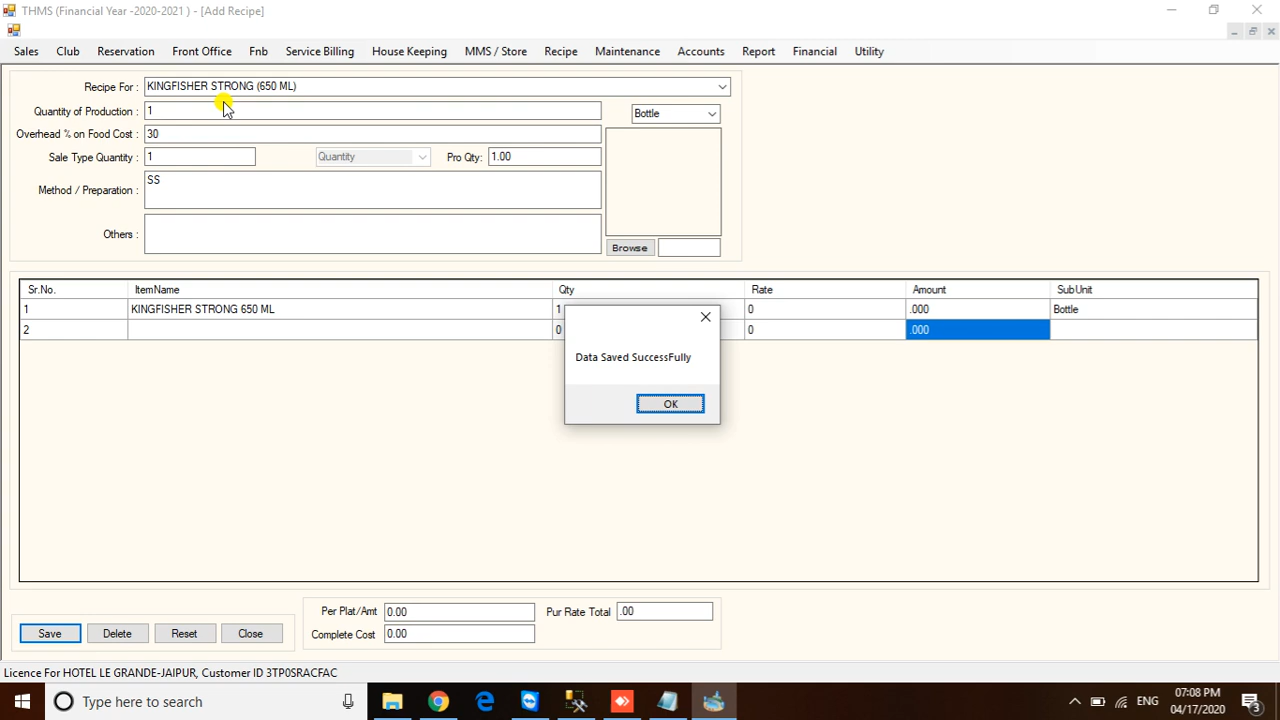 THMS (Financial Year -2020-2021 ) - [Add Recipe]
Sales Club Reservation Front Office Fnb Service Billing House Keeping MMS / Store Recipe Maintenance Accounts Report Financial Utility
Recipe For : KINGFISHER STRONG (650 ML)
Quantity of Production : 1 Bottle
Overhead % on Food Cost : 30
Sale Type Quantity : 1 Quantity Pro Qty: 1.00
Method / Preparation : SS
Others :
Browse
Sr.No. ItemName Qty Rate Amount SubUnit
1 KINGFISHER STRONG 650 ML 1 0 .000 Bottle
2 0 0 .000
Data Saved SuccessFully
OK
Per Plat/Amt 0.00 Pur Rate Total .00
Save Delete Reset Close Complete Cost 0.00
Licence For HOTEL LE GRANDE-JAIPUR, Customer ID 3TP0SRACFAC
Type here to search ENG 07:08 PM
04/17/2020 3